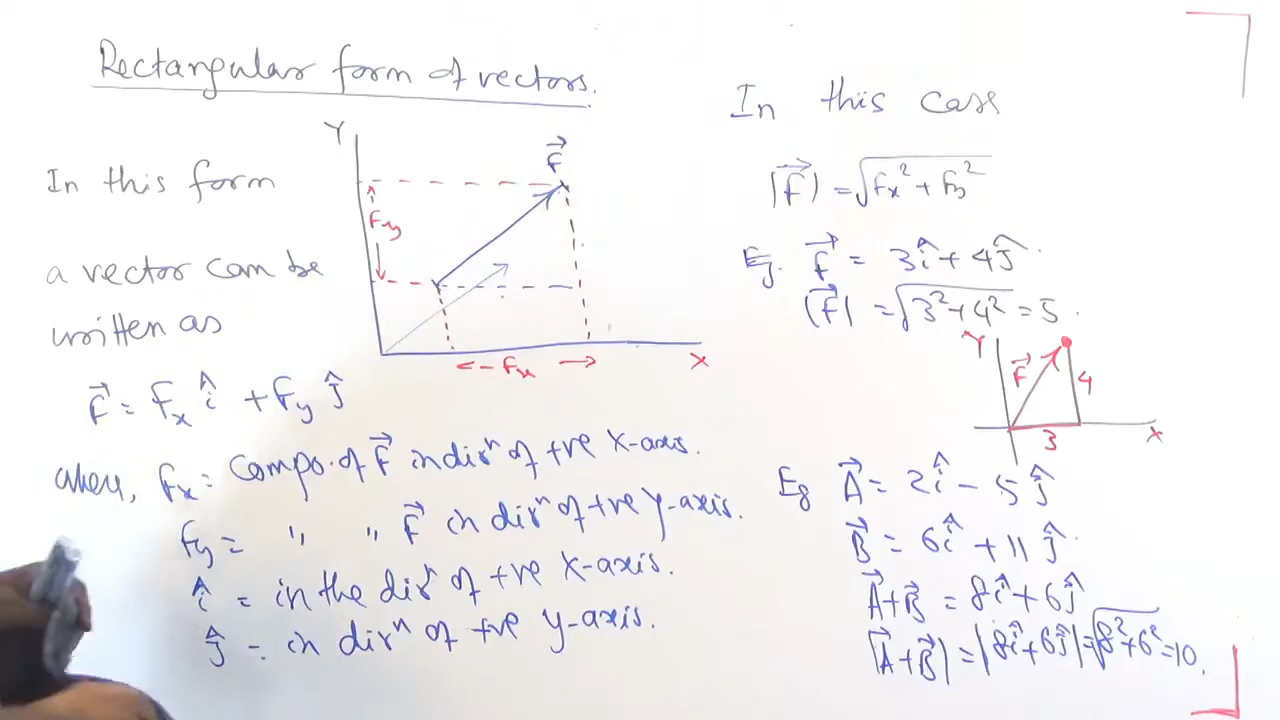 Rectangular form of vectors.
In this form
a vector can be
written as
F⃗ = Fx î + Fy ĵ
where, Fx = Compo. of F⃗ in dirⁿ of +ve X-axis.
Fy = " " F⃗ in dirⁿ of +ve Y-axis.
î = in the dirⁿ of +ve X-axis.
ĵ = in dirⁿ of +ve y-axis.
Y
F⃗
Fy
Fx
X
In this case
|F⃗| = √Fx² + Fy²
Eg. F⃗ = 3î + 4ĵ.
|F⃗| = √3² + 4² = 5.
Y
F⃗
4
3
X
Eg A⃗ = 2î - 5ĵ
B⃗ = 6î + 11ĵ.
A⃗+B⃗ = 8î + 6ĵ
|A⃗+B⃗| = |8î + 6ĵ| = √8² + 6² = 10.